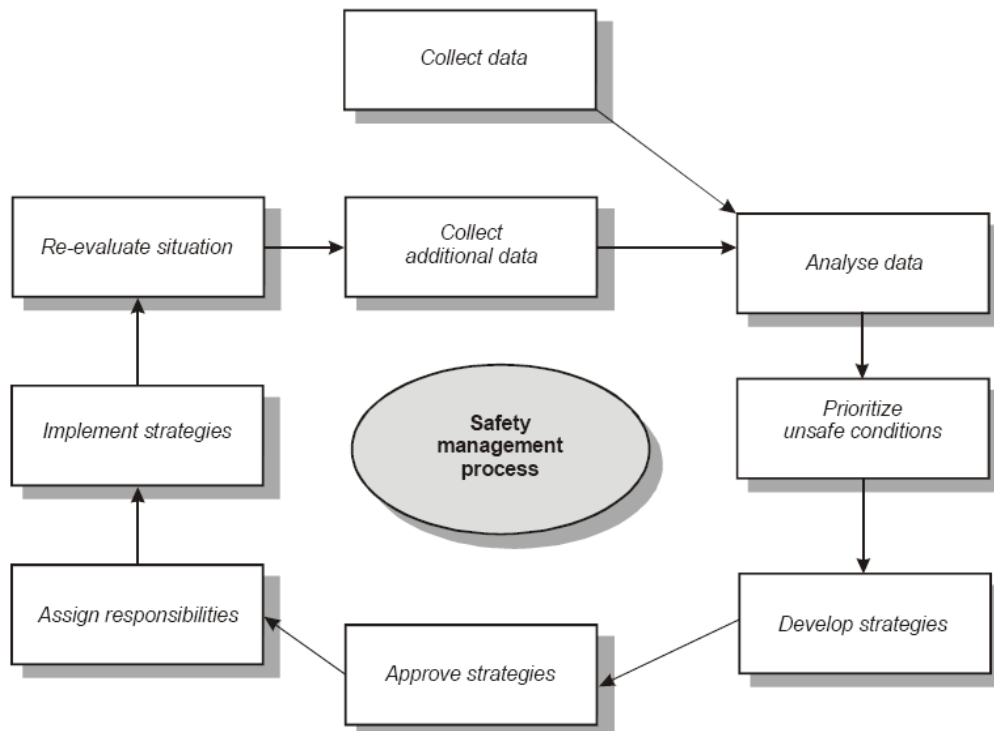 Collect data
Re-evaluate situation
Collect
additional data
Analyse data
Implement strategies
Safety
management
process
Prioritize
unsafe conditions
Assign responsibilities
Approve strategies
Develop strategies